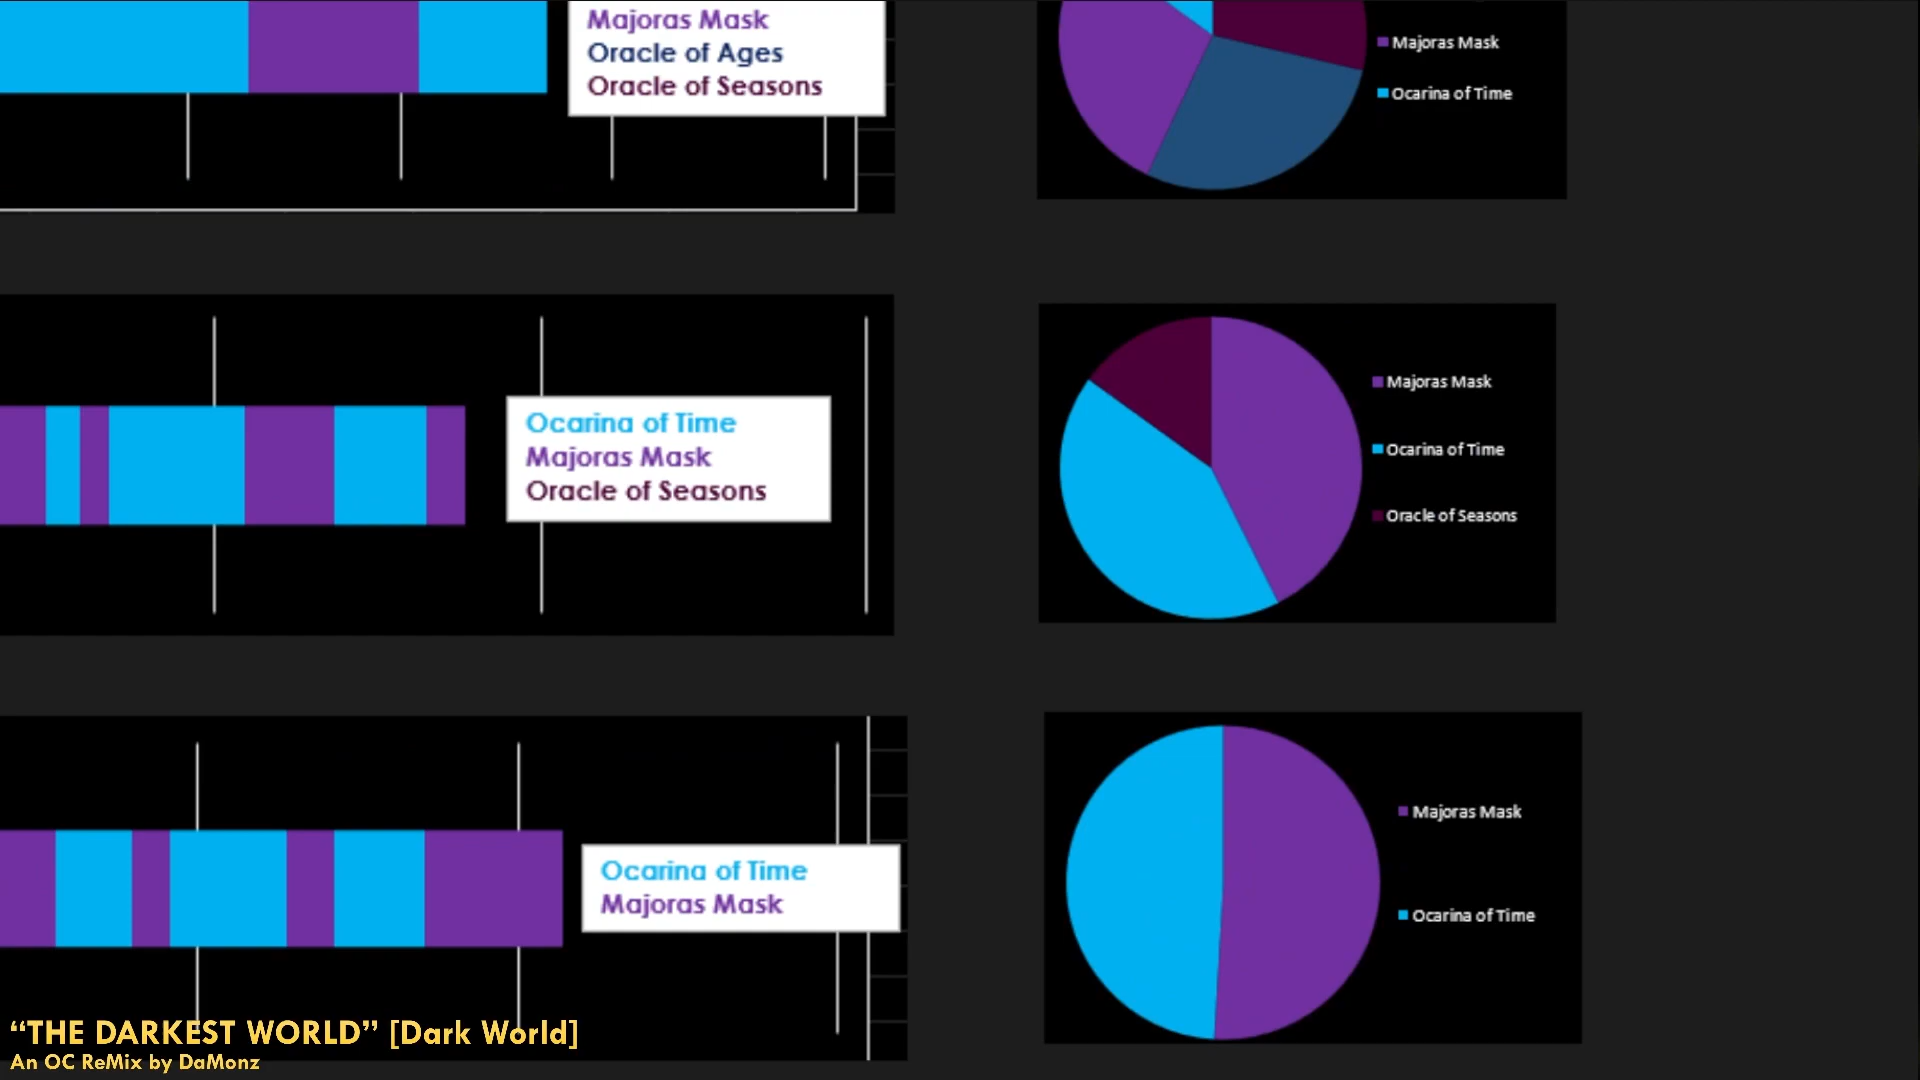 Majoras Mask
Oracle of Ages
Oracle of Seasons
Majoras Mask
Ocarina of Time
Ocarina of Time
Majoras Mask
Oracle of Seasons
Majoras Mask
Ocarina of Time
Oracle of Seasons
Ocarina of Time
Majoras Mask
Majoras Mask
Ocarina of Time
“THE DARKEST WORLD” [Dark World]
An OC ReMix by DaMonz